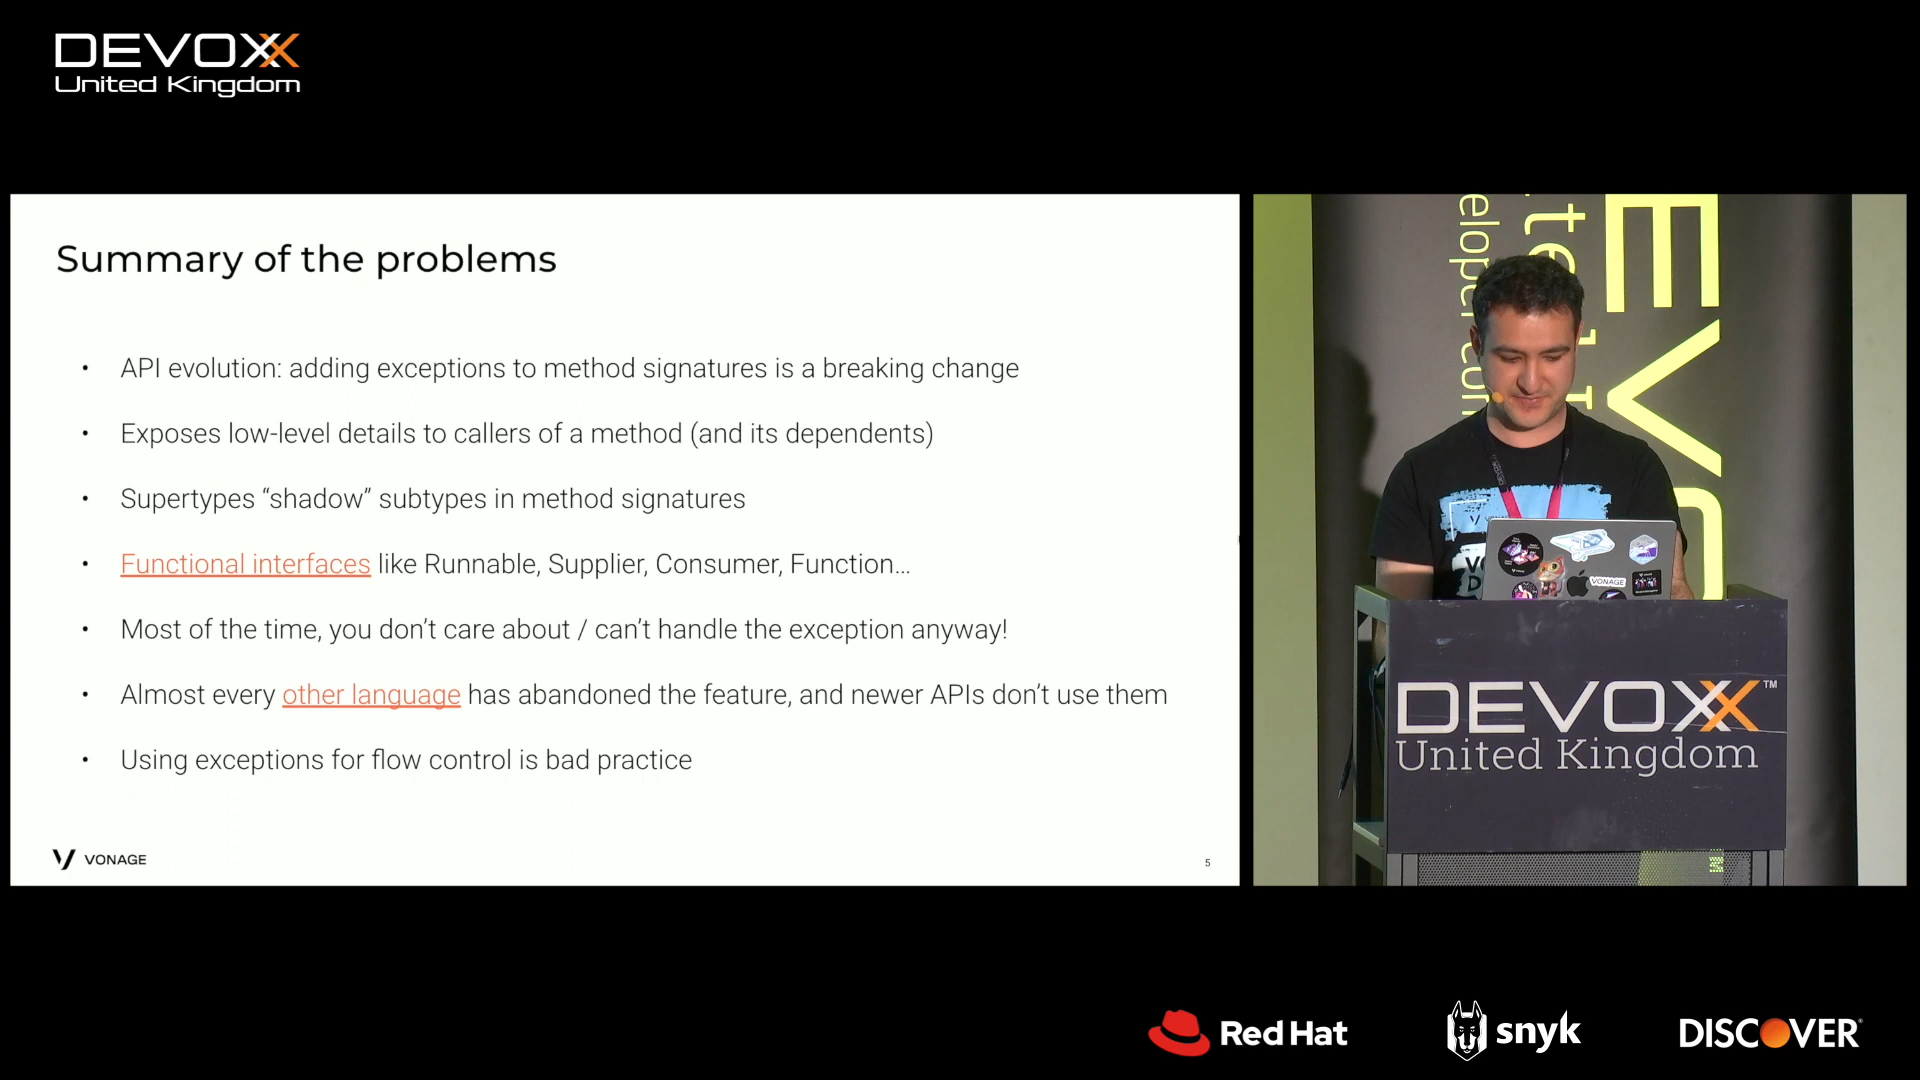 DEVOXX
United Kingdom
Summary of the problems
• API evolution: adding exceptions to method signatures is a breaking change
• Exposes low-level details to callers of a method (and its dependents)
• Supertypes “shadow” subtypes in method signatures
• Functional interfaces like Runnable, Supplier, Consumer, Function...
• Most of the time, you don’t care about / can’t handle the exception anyway!
• Almost every other language has abandoned the feature, and newer APIs don’t use them
• Using exceptions for flow control is bad practice
VONAGE
5
EVO
VONAGE
DEVOXX™
United Kingdom
Red Hat
snyk
DISCOVER